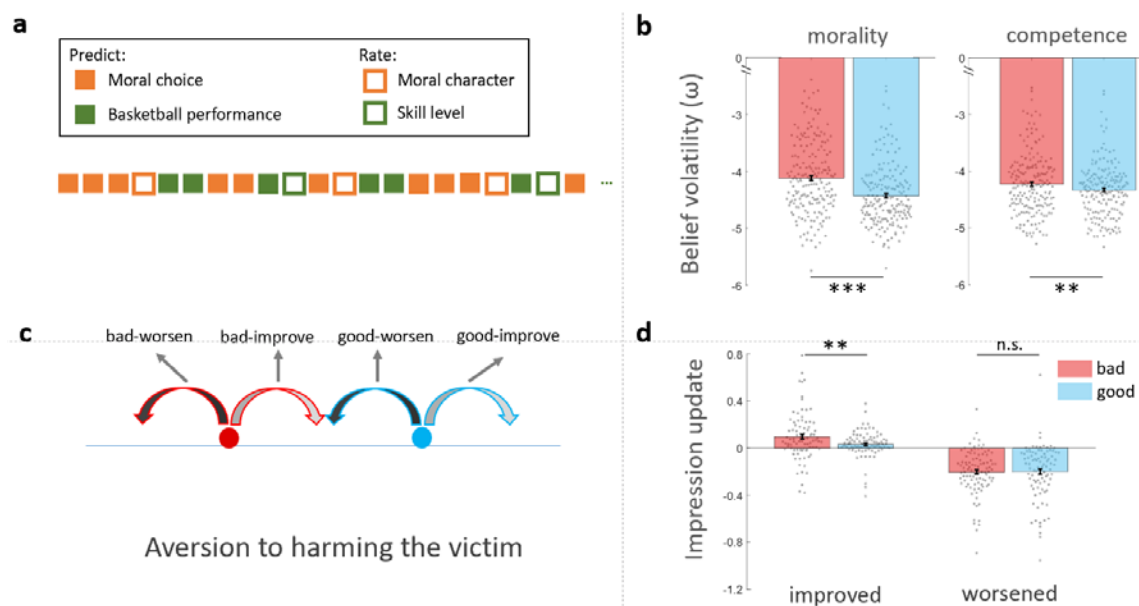 a
Predict:
Rate:
Moral choice
Moral character
Basketball performance
Skill level
...
b
morality
competence
Belief volatility (ω)
0
-3
-4
-5
-6
***
0
-3
-4
-5
-6
**
c
bad-worsen
bad-improve
good-worsen
good-improve
Aversion to harming the victim
d
Impression update
0.8
0.4
0
-0.4
-0.8
-1.2
**
n.s.
bad
good
improved
worsened